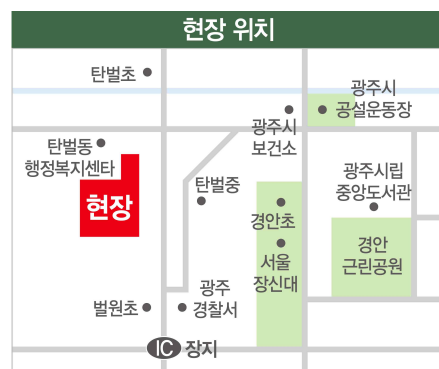 현장 위치
탄벌초
광주시
공설운동장
광주시
보건소
탄벌동
행정복지센타
현장
탄벌중
광주시립
중앙도서관
경안초
서울
장신대
경안
근린공원
벌원초
광주
경찰서
IC 장지